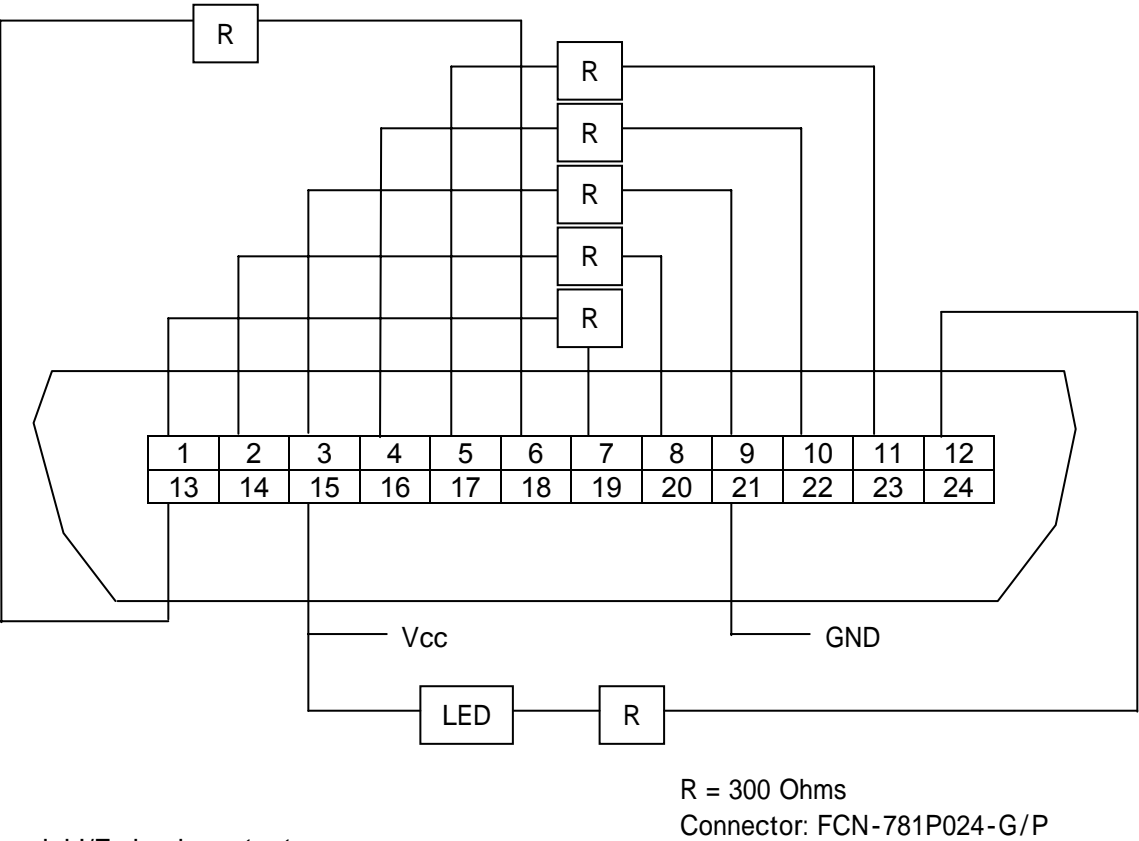 R
R
R
R
R
R
1 2 3 4 5 6 7 8 9 10 11 12
13 14 15 16 17 18 19 20 21 22 23 24
Vcc GND
LED R
R = 300 Ohms
Connector: FCN-781P024-G/P